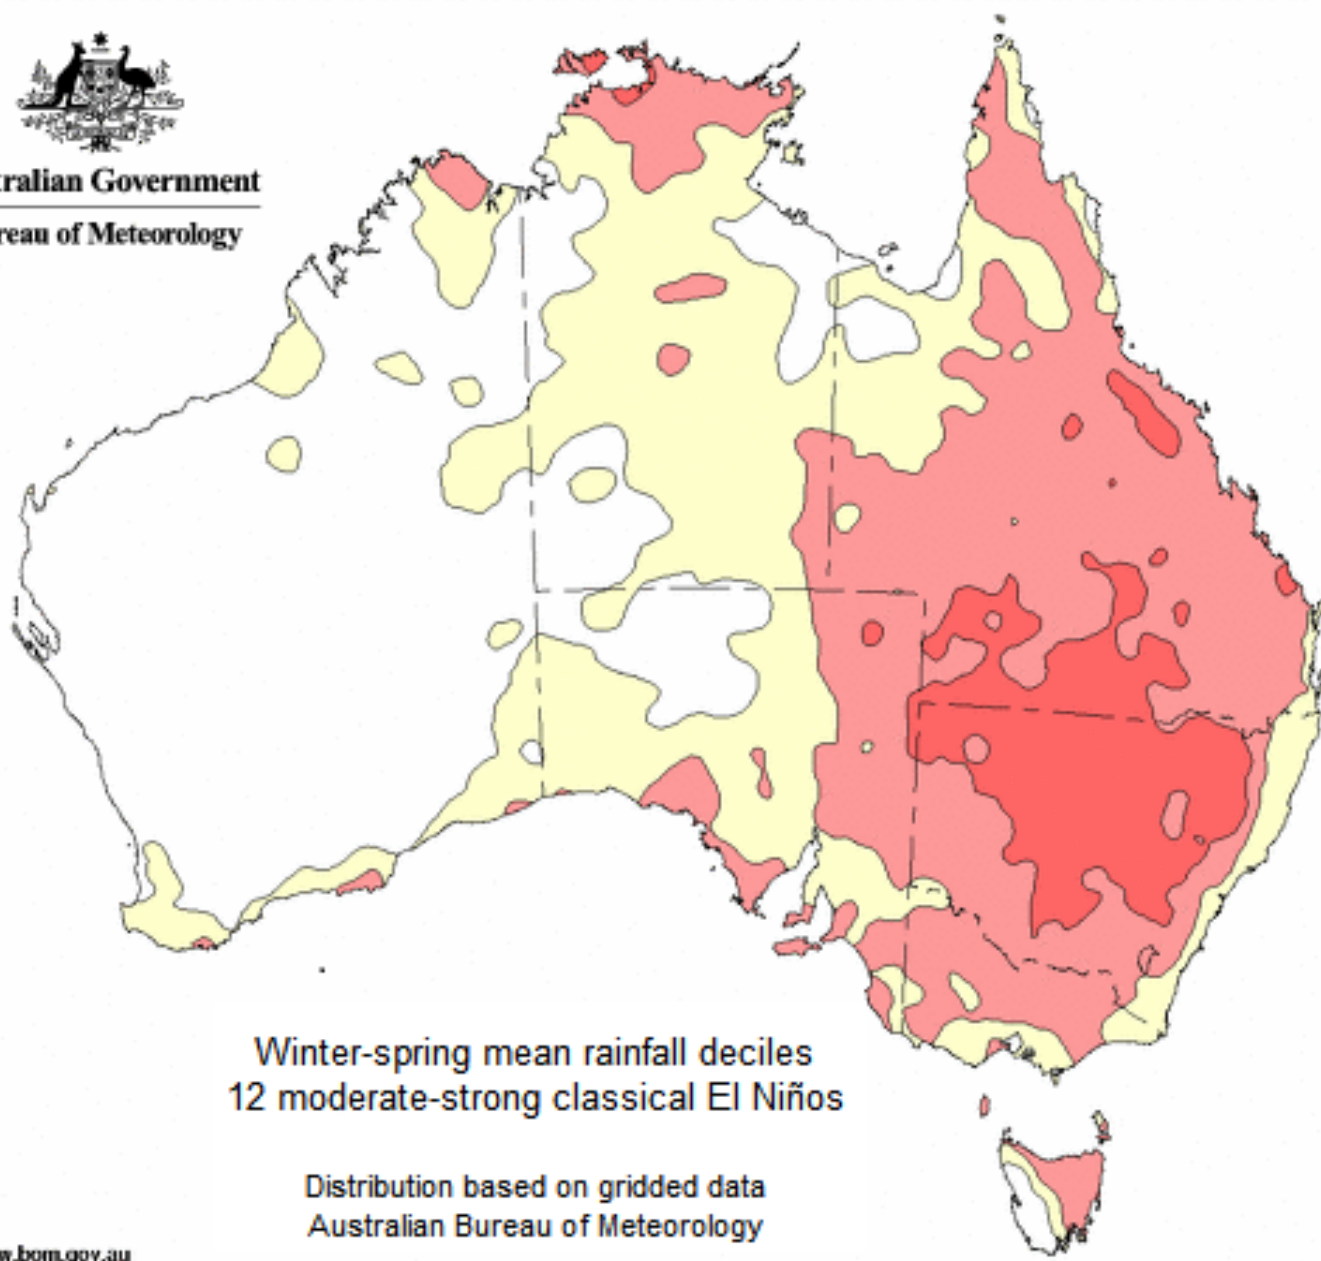 tralian Government
reau of Meteorology
Winter-spring mean rainfall deciles
12 moderate-strong classical El Niños
Distribution based on gridded data
Australian Bureau of Meteorology
w.bom.gov.au